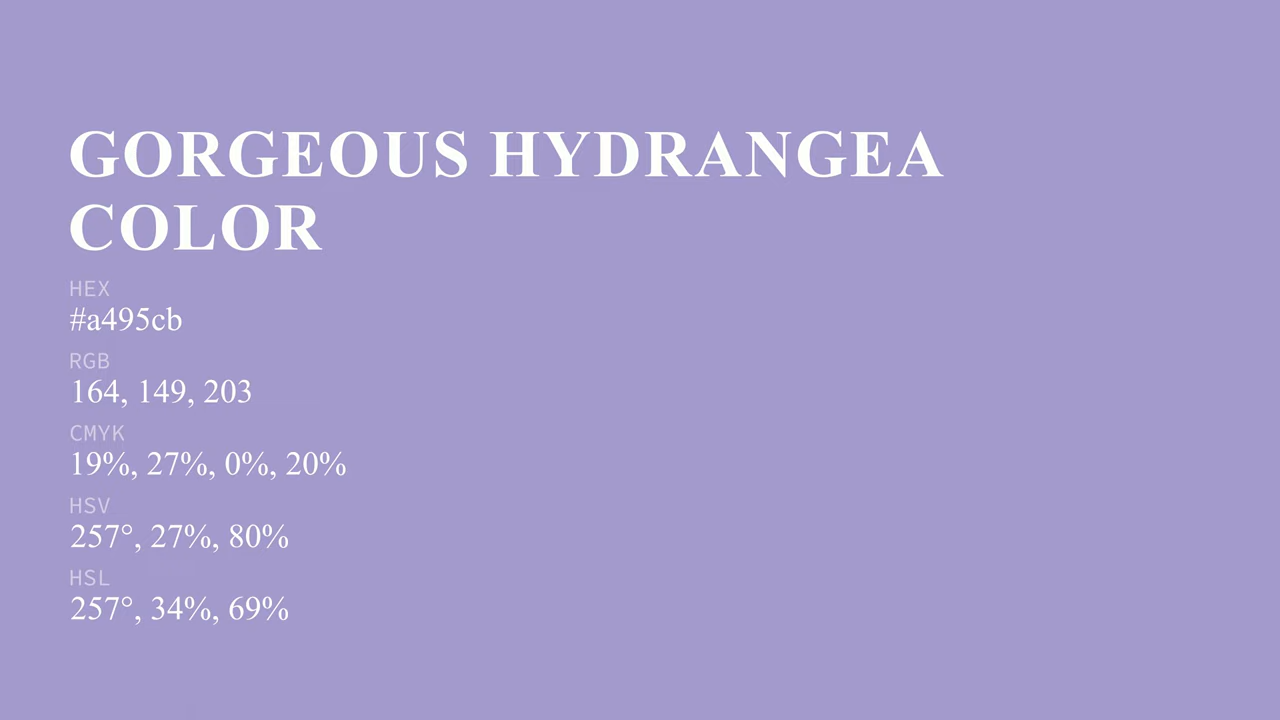 GORGEOUS HYDRANGEA
COLOR
HEX
#a495cb
RGB
164, 149, 203
CMYK
19%, 27%, 0%, 20%
HSV
257°, 27%, 80%
HSL
257°, 34%, 69%